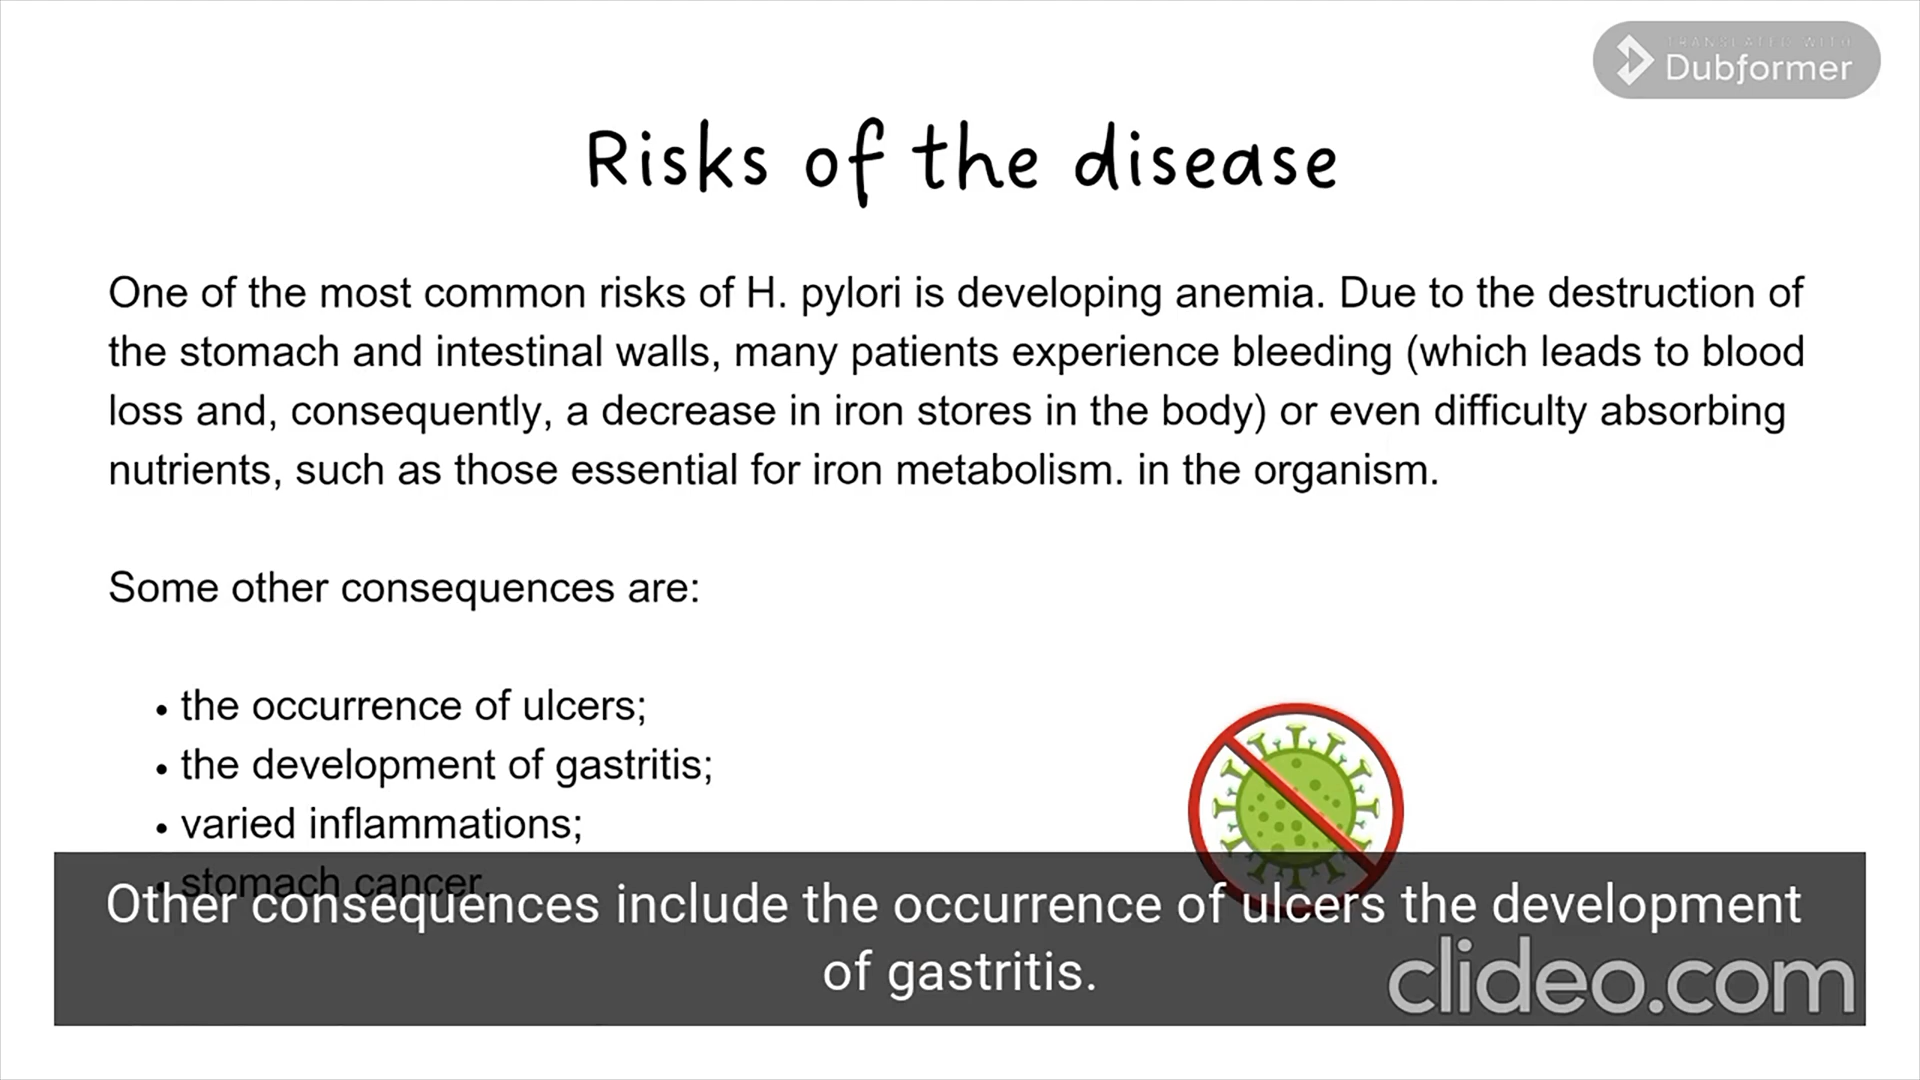 TRANSLATED WITH
Dubformer
Risks of the disease
One of the most common risks of H. pylori is developing anemia. Due to the destruction of
the stomach and intestinal walls, many patients experience bleeding (which leads to blood
loss and, consequently, a decrease in iron stores in the body) or even difficulty absorbing
nutrients, such as those essential for iron metabolism. in the organism.
Some other consequences are:
• the occurrence of ulcers;
• the development of gastritis;
• varied inflammations;
• stomach cancer.
Other consequences include the occurrence of ulcers the development
of gastritis.
clideo.com